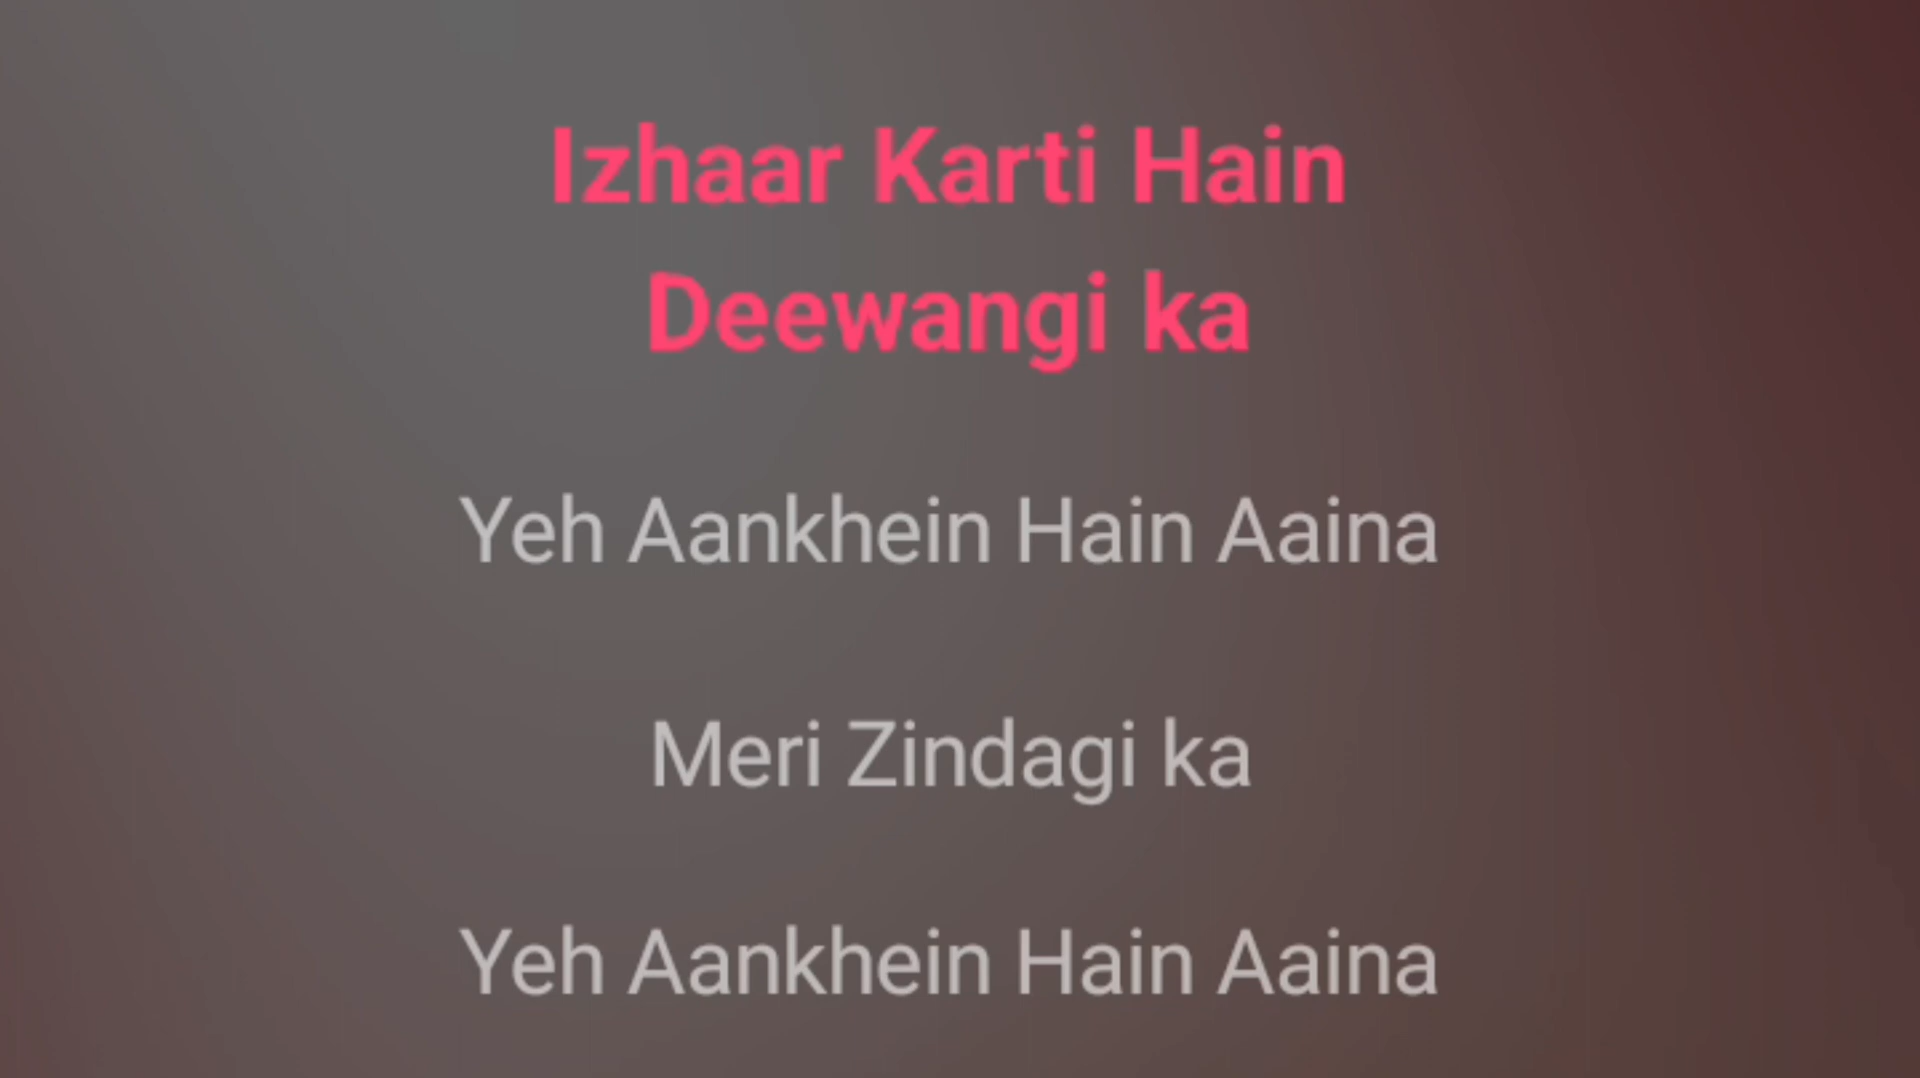 Izhaar Karti Hain
Deewangi ka
Yeh Aankhein Hain Aaina
Meri Zindagi ka
Yeh Aankhein Hain Aaina